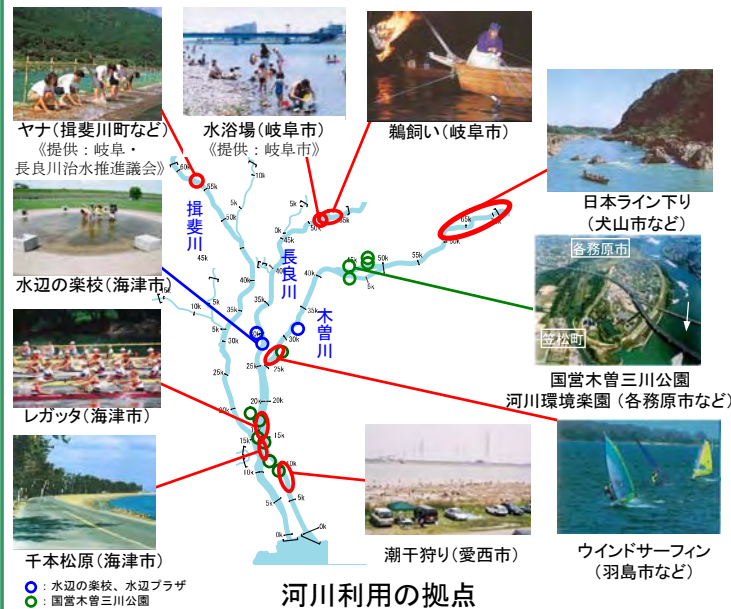 ヤナ(揖斐川町など)
《提供：岐阜・
長良川治水推進議会》
水浴場(岐阜市)
《提供：岐阜市》
鵜飼い(岐阜市)
日本ライン下り
(犬山市など)
水辺の楽校(海津市)
揖斐川
長良川
木曽川
各務原市
笠松町
国営木曽三川公園
河川環境楽園 (各務原市など)
レガッタ(海津市)
千本松原(海津市)
潮干狩り(愛西市)
ウインドサーフィン
(羽島市など)
：水辺の楽校、水辺プラザ
：国営木曽三川公園
河川利用の拠点